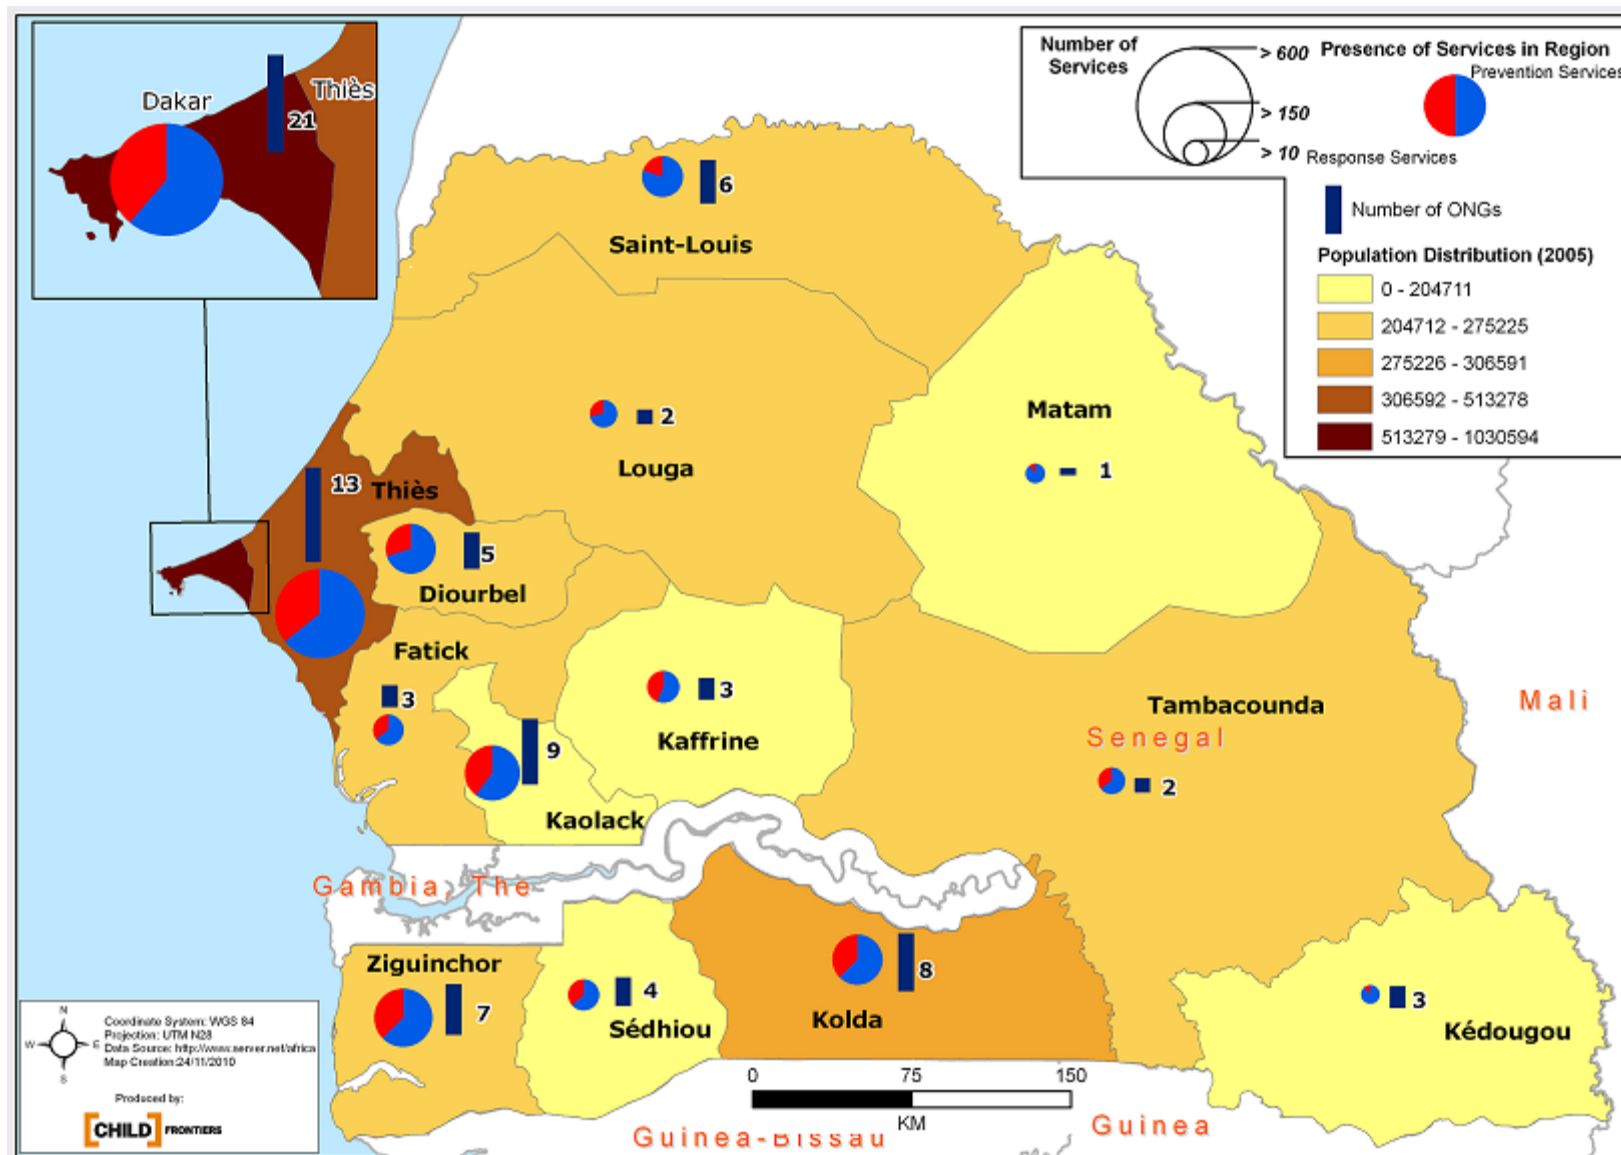 Dakar
Thiès
21
Number of
Services
> 600
> 150
> 10
Presence of Services in Region
Prevention Services
Response Services
Number of ONGs
Population Distribution (2005)
0 - 204711
204712 - 275225
275226 - 306591
306592 - 513278
513279 - 1030594
6
Saint-Louis
2
Louga
Matam
1
13
Thiès
5
Diourbel
Fatick
3
9
Kaolack
3
Kaffrine
Tambacounda
Senegal
2
Mali
Gambia, The
Ziguinchor
7
4
Sédhiou
8
Kolda
3
Kédougou
N
W
E
S
Coordinate System: WGS 84
Projection: UTM N28
Data Source: http://www.server.net/africa
Map Creation:24/11/2010
Produced by:
[CHILD] FRONTIERS
0 75 150
KM
Guinea-Bissau
Guinea